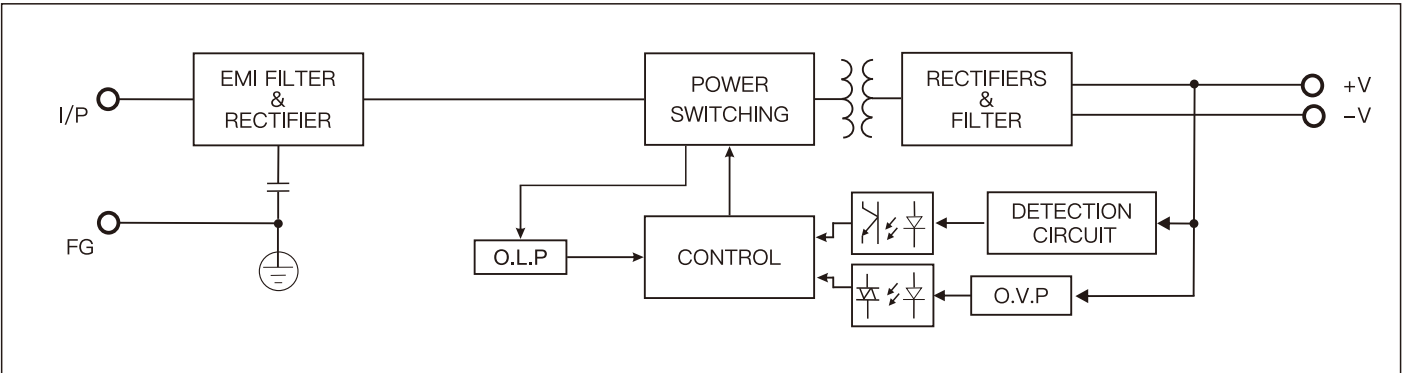 I/P
EMI FILTER
&
RECTIFIER
POWER
SWITCHING
RECTIFIERS
&
FILTER
+V
−V
FG
O.L.P
CONTROL
DETECTION
CIRCUIT
O.V.P